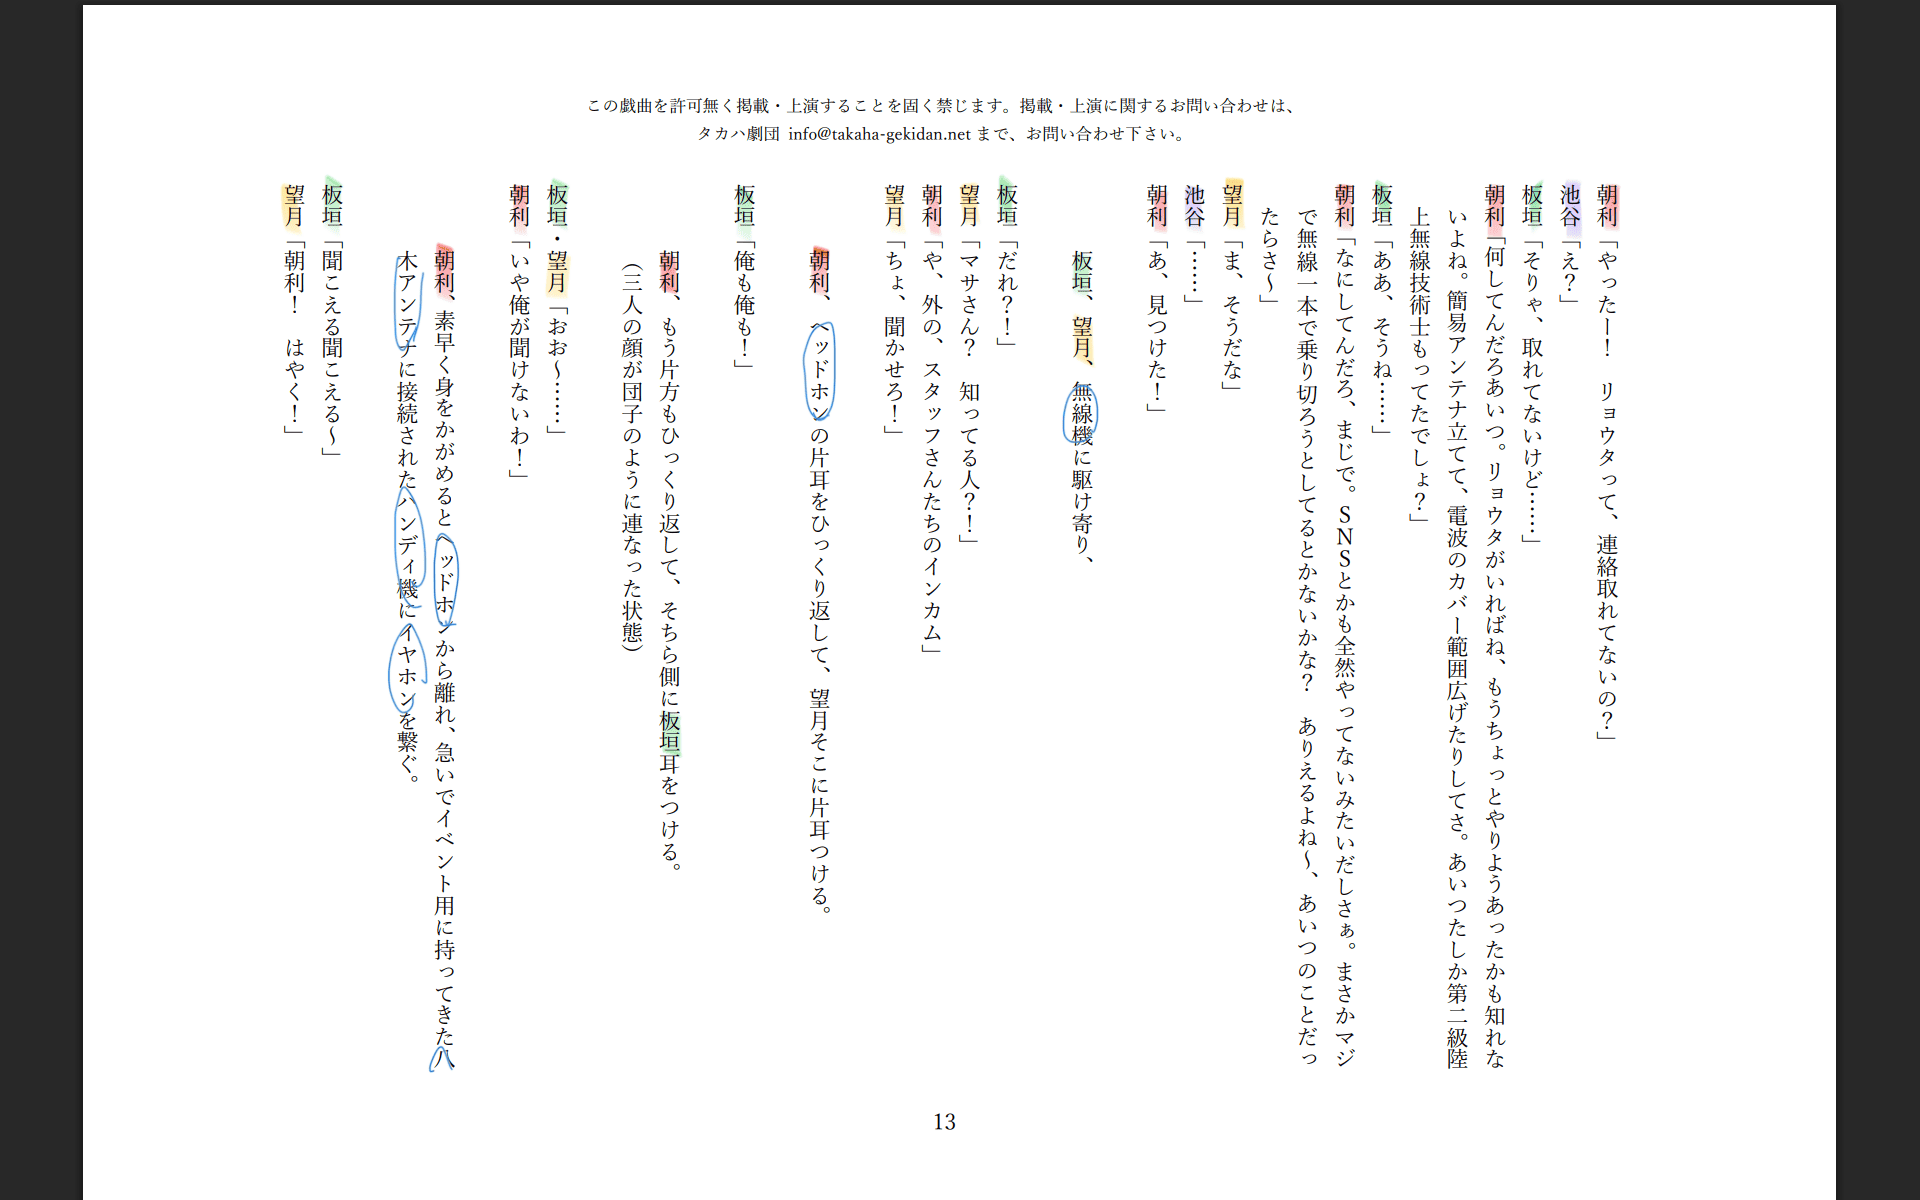 この戯曲を許可無く掲載・上演することを固く禁じます。掲載・上演に関するお問い合わせは、
タカハ劇団 info@takaha-gekidan.net まで、お問い合わせ下さい。
朝利「やったー！　リョウタって、連絡取れてないの？」
池谷「え？」
板垣「そりゃ、取れてないけど……」
朝利「何してんだろあいつ。リョウタがいればね、もうちょっとやりようあったかも知れな
いよね。簡易アンテナ立てて、電波のカバー範囲広げたりしてさ。あいつたしか第二級陸
上無線技術士もってたでしょ？」
板垣「ああ、そうね……」
朝利「なにしてんだろ、まじで。ＳＮＳとかも全然やってないみたいだしさぁ。まさかマジ
で無線一本で乗り切ろうとしてるとかないかな？　ありえるよね～、あいつのことだっ
たらさ～」
望月「ま、そうだな」
池谷「……」
朝利「あ、見つけた！」
板垣、望月、無線機に駆け寄り、
板垣「だれ？！」
望月「マサさん？　知ってる人？！」
朝利「や、外の、スタッフさんたちのインカム」
望月「ちょ、聞かせろ！」
朝利、ヘッドホンの片耳をひっくり返して、望月そこに片耳つける。
板垣「俺も俺も！」
朝利、もう片方もひっくり返して、そちら側に板垣耳をつける。
（三人の顔が団子のように連なった状態）
板垣・望月「おお～……」
朝利「いや俺が聞けないわ！」
朝利、素早く身をかがめるとヘッドホンから離れ、急いでイベント用に持ってきた八
木アンテナに接続されたハンディ機にイヤホンを繋ぐ。
板垣「聞こえる聞こえる～」
望月「朝利！　はやく！」
13